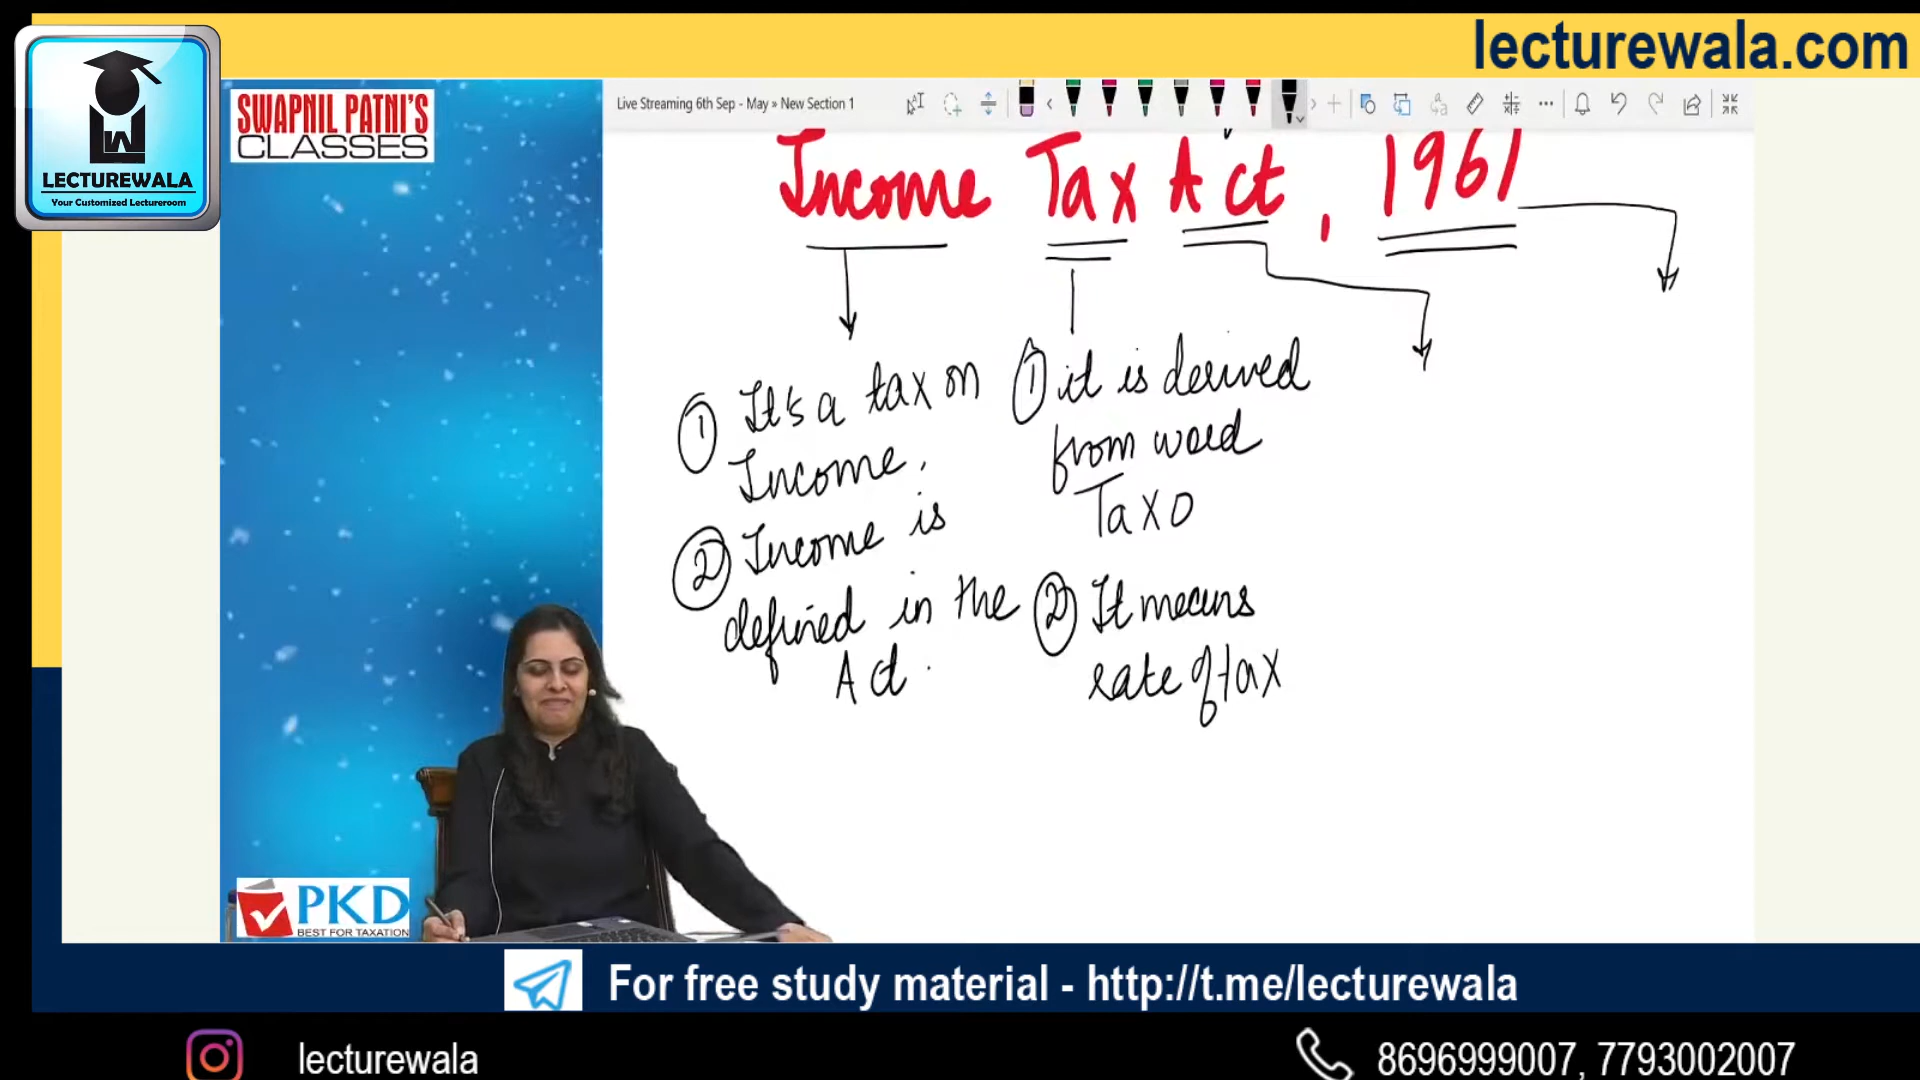 lecturewala.com
SWAPNIL PATNI'S
CLASSES
LW
LECTUREWALA
Your Customized Lectureroom
Live Streaming 6th Sep - May » New Section 1
Income Tax Act, 1961
① It's a tax on
Income.
② Income is
defined in the
Act.
① it is derived
from word
Taxo
② It means
rate of tax
PKD
BEST FOR TAXATION
For free study material - http://t.me/lecturewala
lecturewala
8696999007, 7793002007